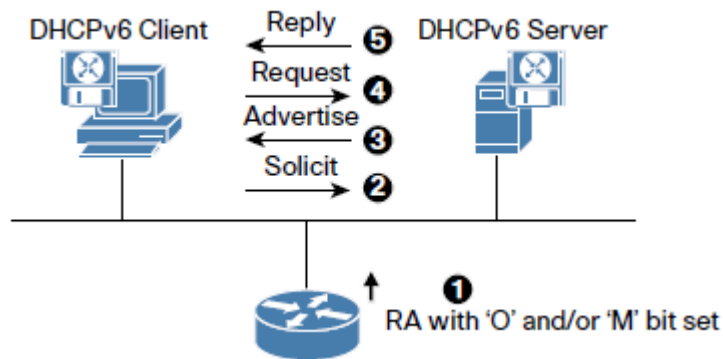 DHCPv6 Client
Reply
5
DHCPv6 Server
Request
4
Advertise
3
Solicit
2
1
RA with ‘O’ and/or ‘M’ bit set